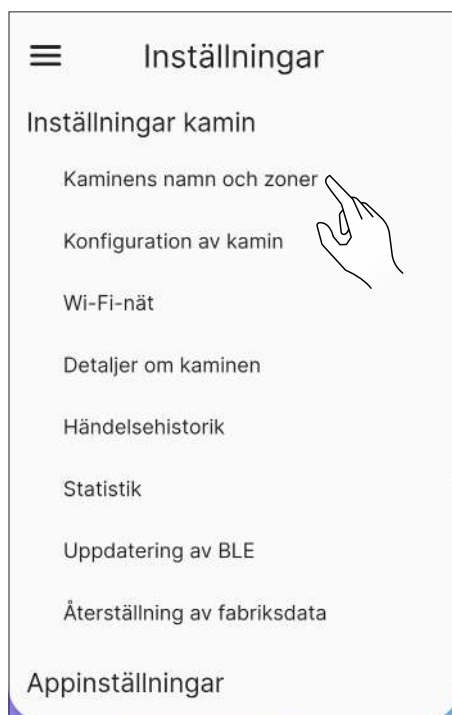 Inställningar
Inställningar kamin
Kaminens namn och zoner
Konfiguration av kamin
Wi-Fi-nät
Detaljer om kaminen
Händelsehistorik
Statistik
Uppdatering av BLE
Återställning av fabriksdata
Appinställningar